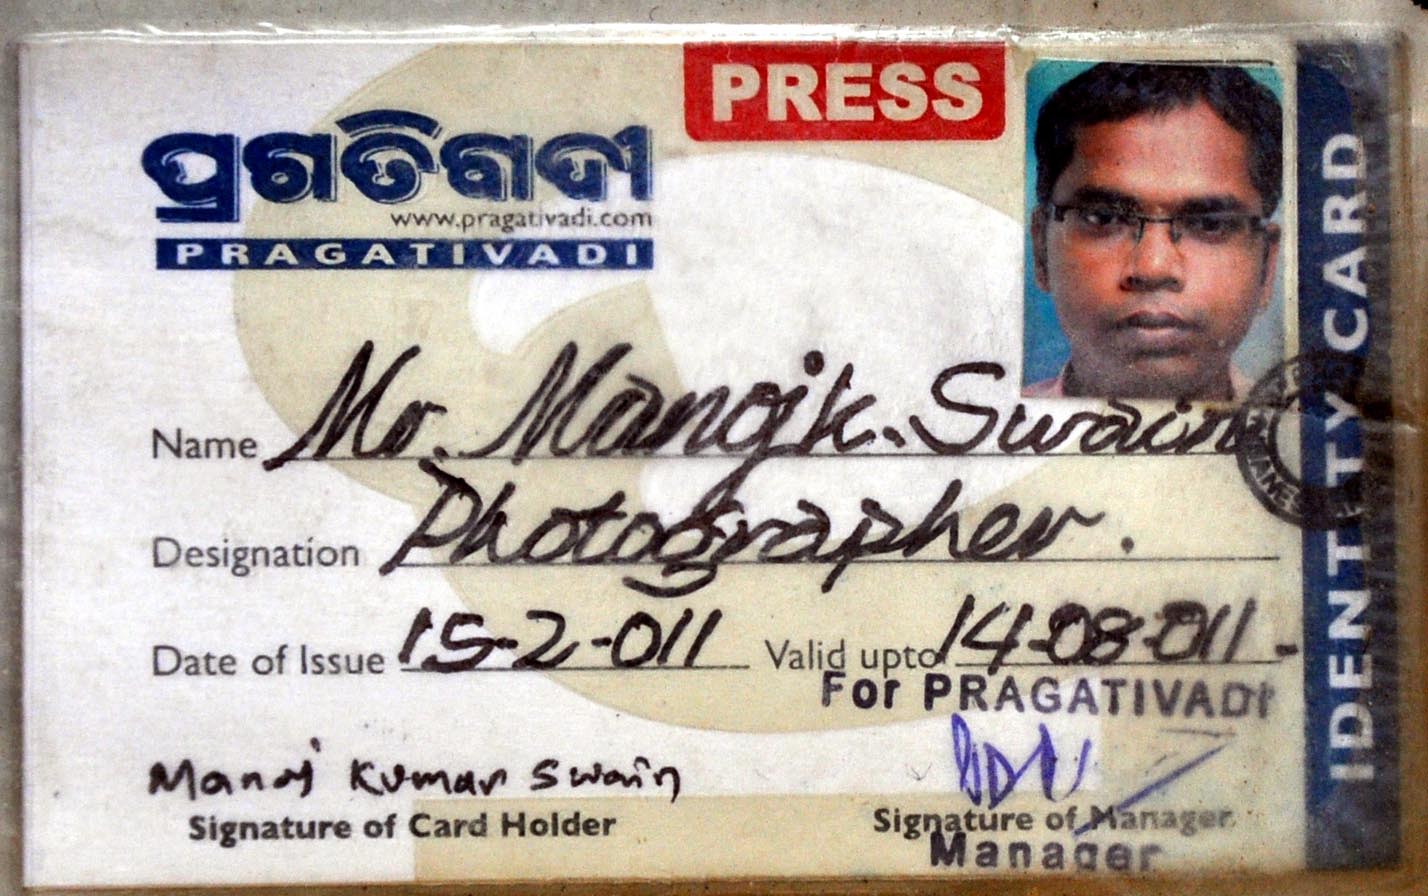 PRESS
ପ୍ରଗତିବାଦୀ
www.pragativadi.com
PRAGATIVADI
Name Mr. Manoj k. Swain
Designation Photographer.
Date of Issue 15-2-011 Valid upto 14-08-011-
For PRAGATIVADI
Manoj Kumar Swain
Signature of Card Holder
Signature of Manager
Manager
IDENTITY CARD